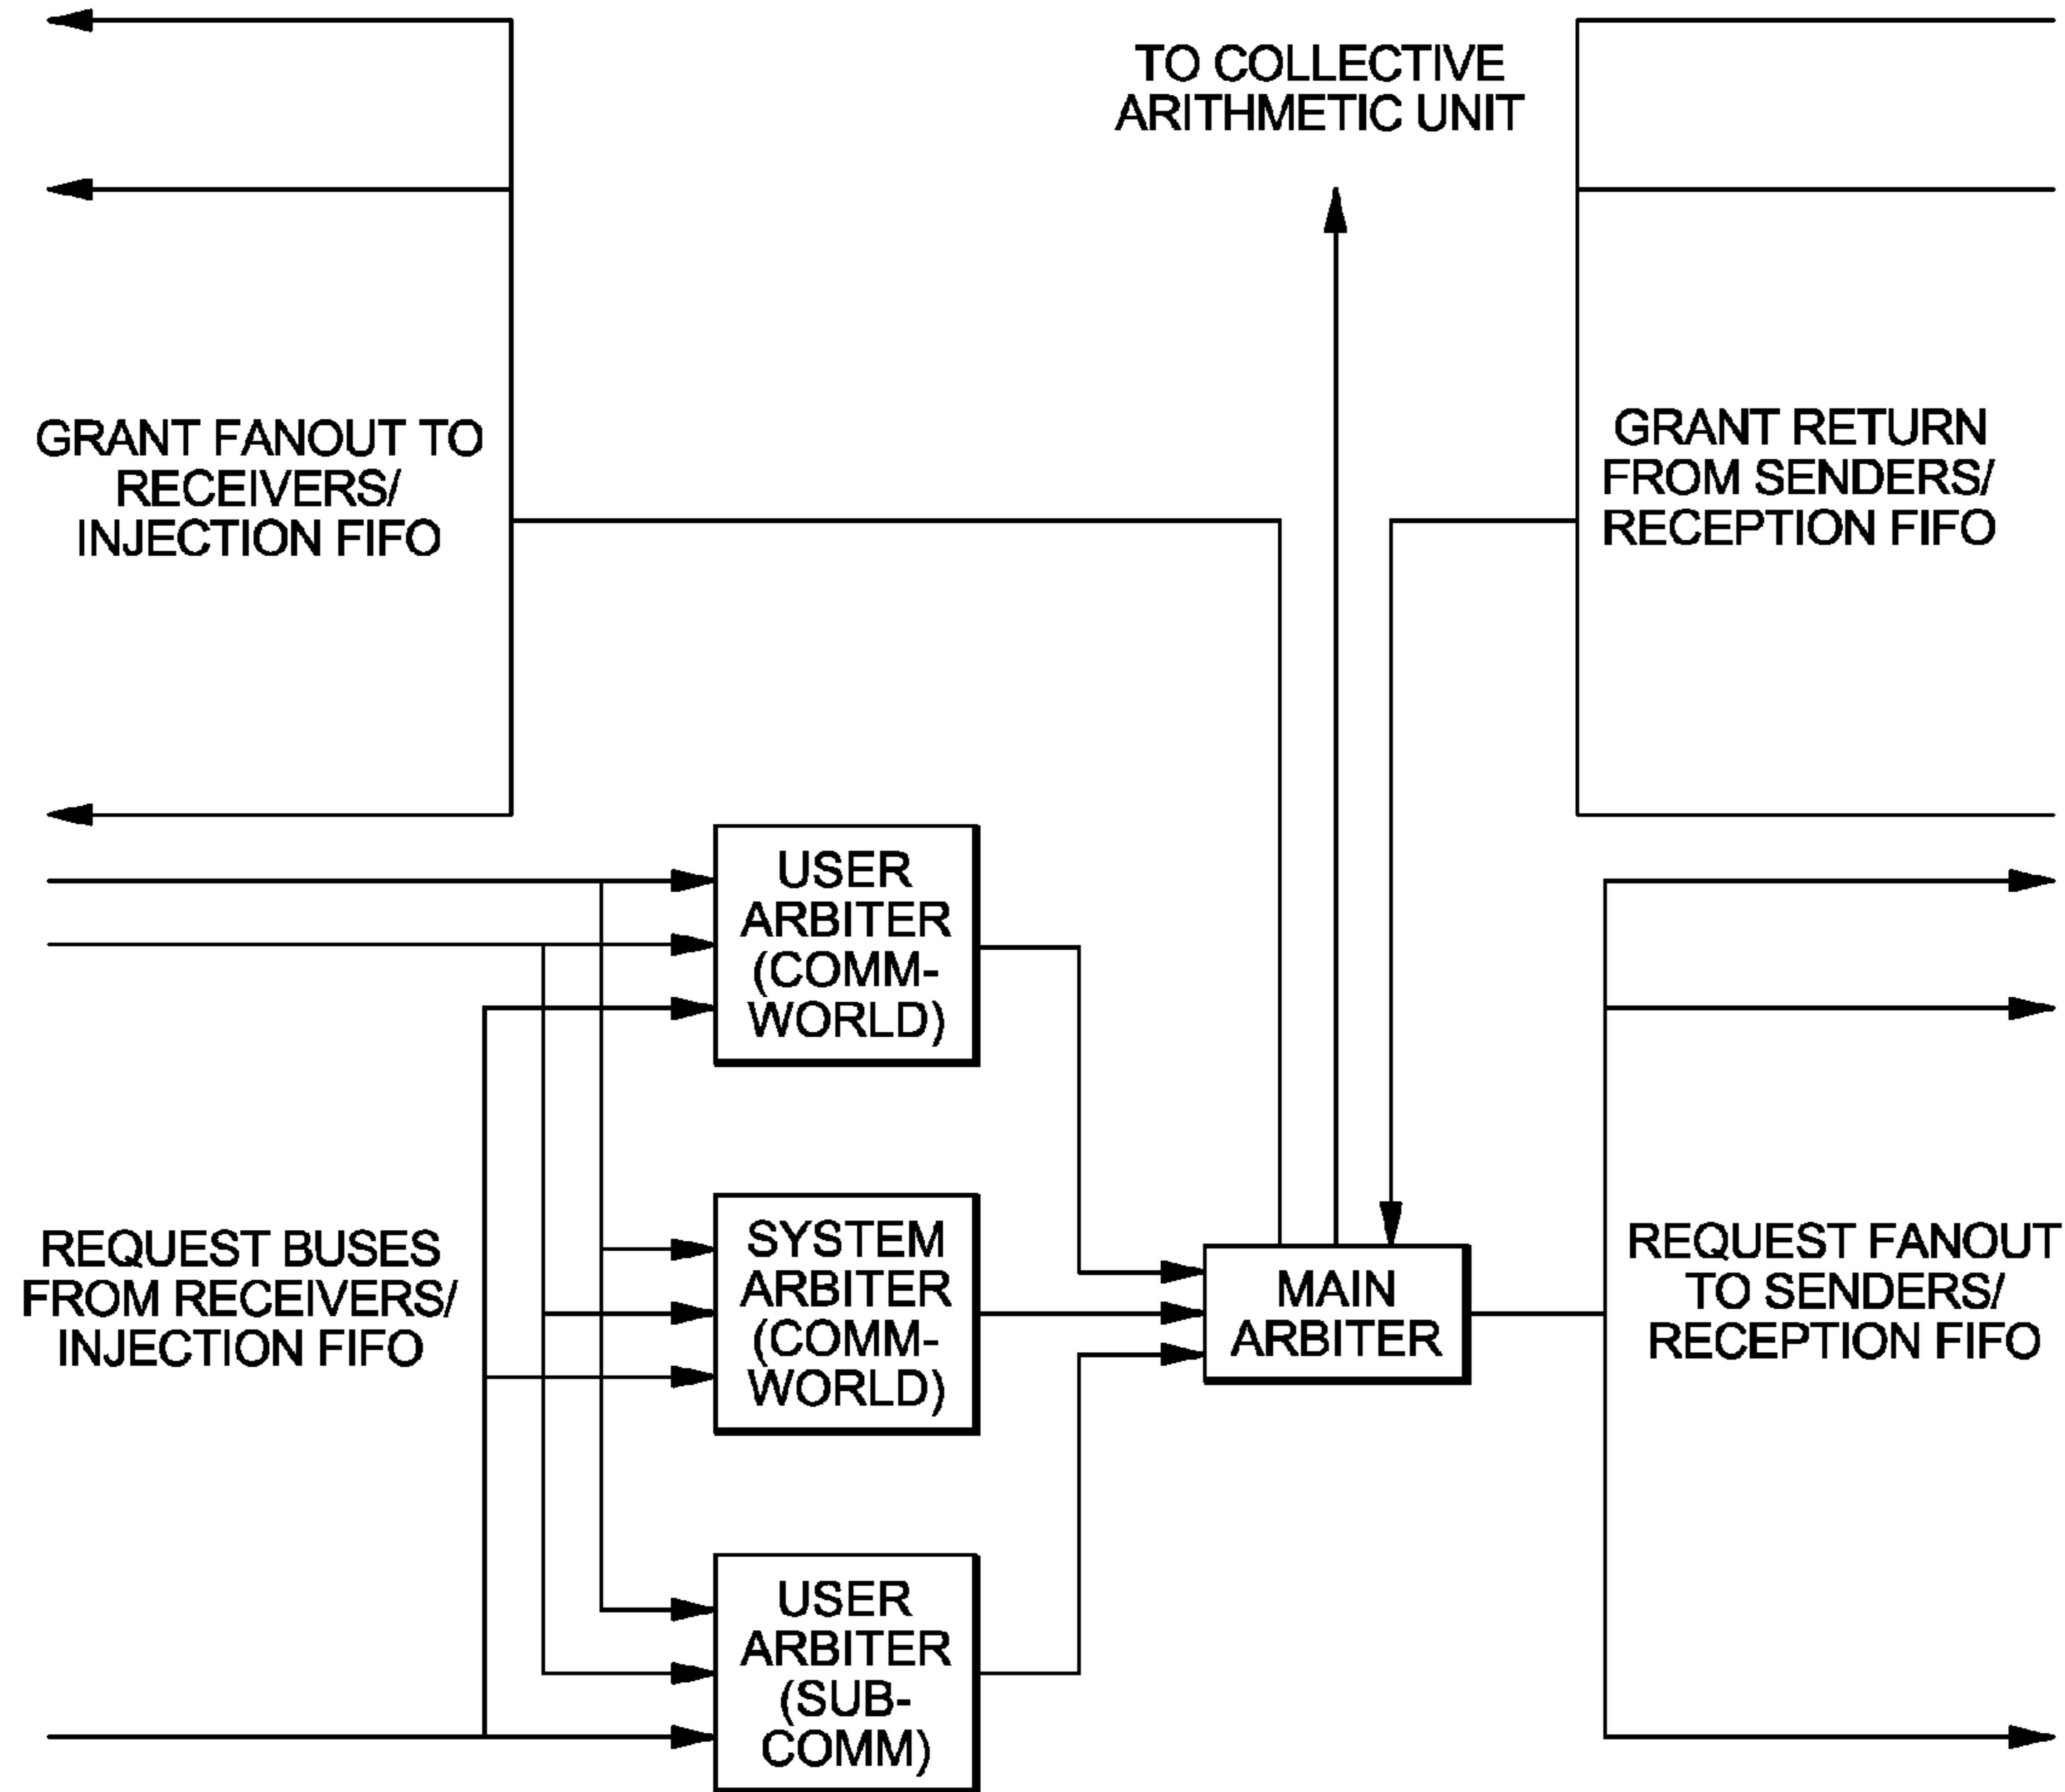 TO COLLECTIVE
ARITHMETIC UNIT
GRANT FANOUT TO
RECEIVERS/
INJECTION FIFO
GRANT RETURN
FROM SENDERS/
RECEPTION FIFO
USER
ARBITER
(COMM-
WORLD)
REQUEST BUSES
FROM RECEIVERS/
INJECTION FIFO
SYSTEM
ARBITER
(COMM-
WORLD)
MAIN
ARBITER
REQUEST FANOUT
TO SENDERS/
RECEPTION FIFO
USER
ARBITER
(SUB-
COMM)